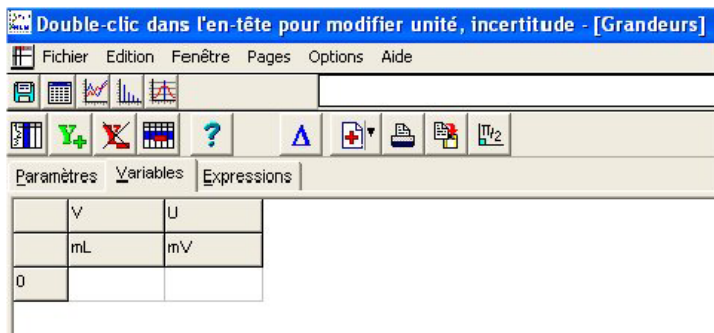 Double-clic dans l'en-tête pour modifier unité, incertitude - [Grandeurs]
Fichier Edition Fenêtre Pages Options Aide
Y+ Y ? Δ π/2
Paramètres Variables Expressions
V U
mL mV
0